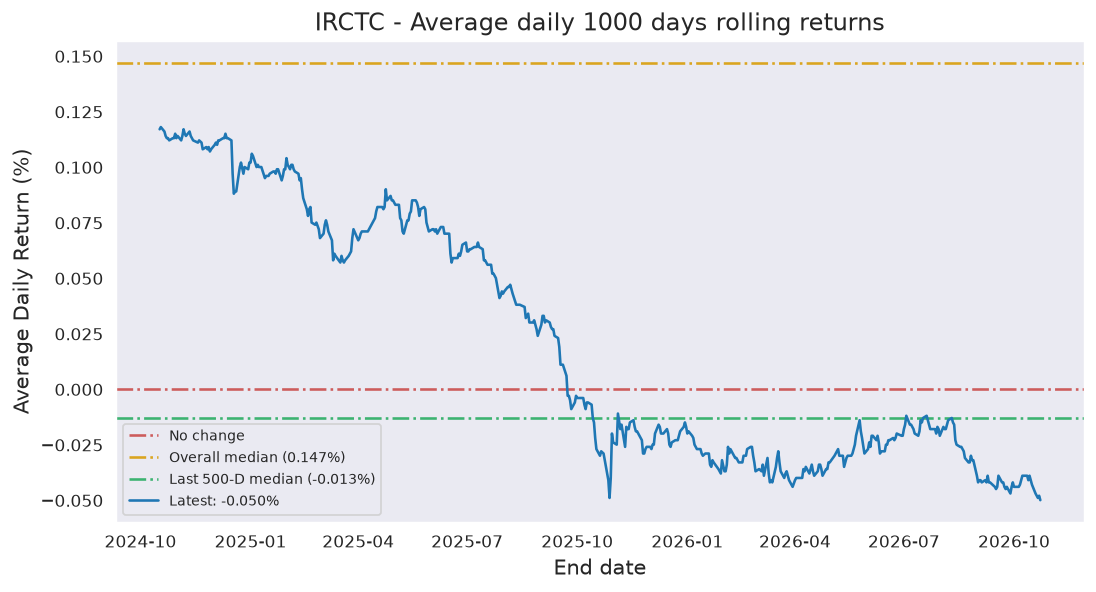 IRCTC - Average daily 1000 days rolling returns
Average Daily Return (%)
0.150
0.125
0.100
0.075
0.050
0.025
0.000
−0.025
−0.050
No change
Overall median (0.147%)
Last 500-D median (-0.013%)
Latest: -0.050%
2024-10 2025-01 2025-04 2025-07 2025-10 2026-01 2026-04 2026-07 2026-10
End date